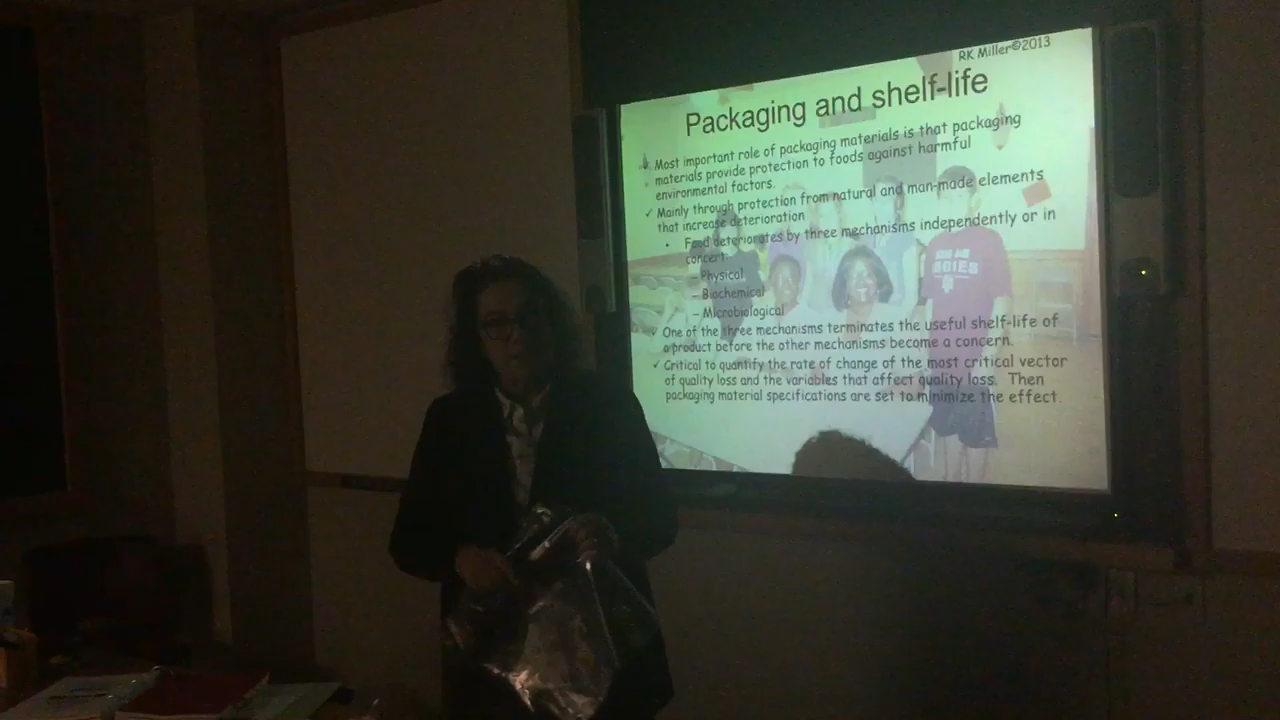 RK Miller©2013
Packaging and shelf-life
✓ Most important role of packaging materials is that packaging
materials provide protection to foods against harmful
environmental factors.
✓ Mainly through protection from natural and man-made elements
that increase deterioration
• Food deteriorates by three mechanisms independently or in
concert:
– Physical
– Biochemical
– Microbiological
✓ One of the three mechanisms terminates the useful shelf-life of
a product before the other mechanisms become a concern.
✓ Critical to quantify the rate of change of the most critical vector
of quality loss and the variables that affect quality loss. Then
packaging material specifications are set to minimize the effect.